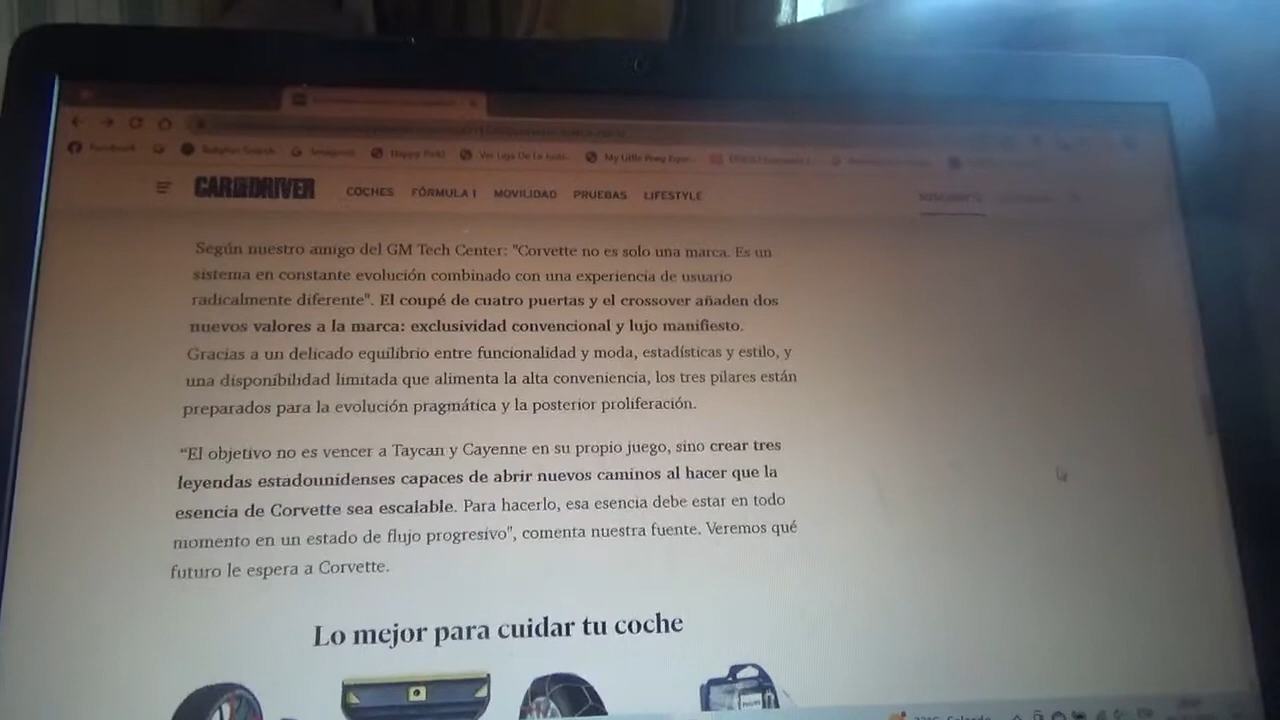 Facebook
Happy Field
My Little Pony Eque...
CAR AND DRIVER COCHES FÓRMULA 1 MOVILIDAD PRUEBAS LIFESTYLE
Según nuestro amigo del GM Tech Center: "Corvette no es solo una marca. Es un
sistema en constante evolución combinado con una experiencia de usuario
radicalmente diferente". El coupé de cuatro puertas y el crossover añaden dos
nuevos valores a la marca: exclusividad convencional y lujo manifiesto.
Gracias a un delicado equilibrio entre funcionalidad y moda, estadísticas y estilo, y
una disponibilidad limitada que alimenta la alta conveniencia, los tres pilares están
preparados para la evolución pragmática y la posterior proliferación.
“El objetivo no es vencer a Taycan y Cayenne en su propio juego, sino crear tres
leyendas estadounidenses capaces de abrir nuevos caminos al hacer que la
esencia de Corvette sea escalable. Para hacerlo, esa esencia debe estar en todo
momento en un estado de flujo progresivo", comenta nuestra fuente. Veremos qué
futuro le espera a Corvette.
Lo mejor para cuidar tu coche